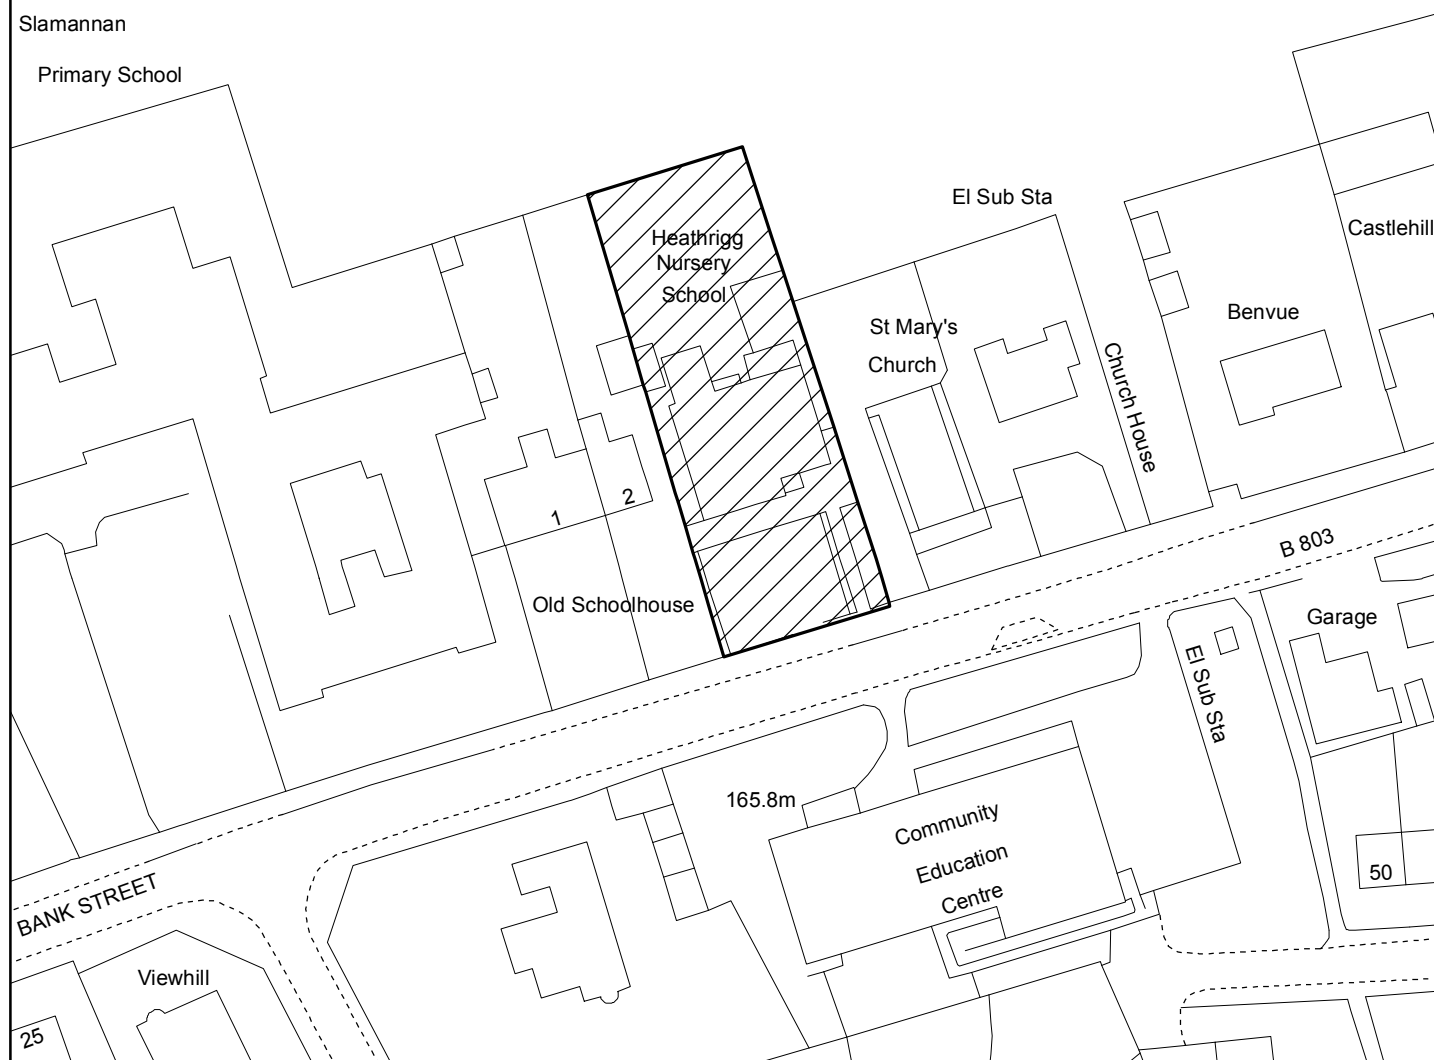 Slamannan
Primary School
El Sub Sta
Heathrigg
Nursery
School
Castlehill
St Mary's
Church
Benvue
Church House
1
2
B 803
Old Schoolhouse
Garage
El Sub Sta
165.8m
Community
Education
Centre
50
BANK STREET
Viewhill
25